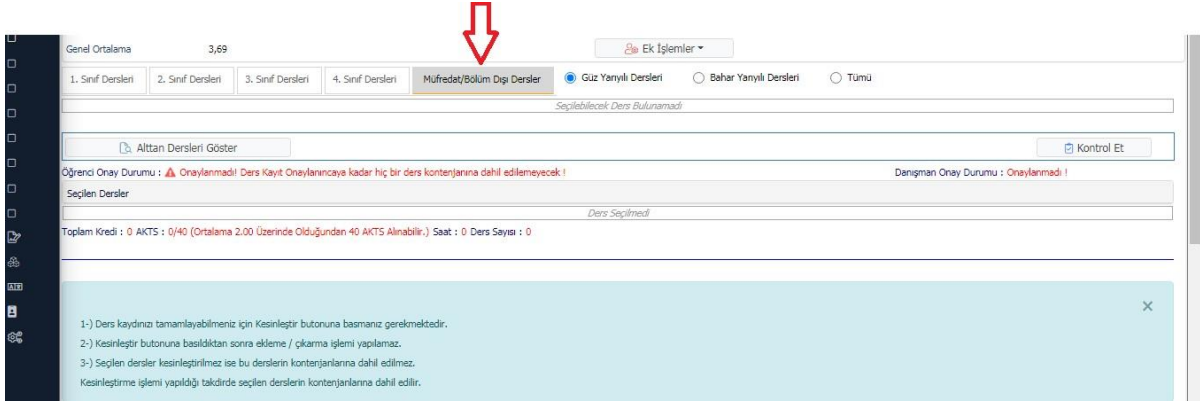 Genel Ortalama 3,69 Ek İşlemler
1. Sınıf Dersleri 2. Sınıf Dersleri 3. Sınıf Dersleri 4. Sınıf Dersleri Müfredat/Bölüm Dışı Dersler Güz Yarıyılı Dersleri Bahar Yarıyılı Dersleri Tümü
Seçilebilecek Ders Bulunamadı
Alttan Dersleri Göster Kontrol Et
Öğrenci Onay Durumu : Onaylanmadı! Ders Kayıt Onaylanıncaya kadar hiç bir ders kontenjanına dahil edilemeyecek ! Danışman Onay Durumu : Onaylanmadı !
Seçilen Dersler
Ders Seçilmedi
Toplam Kredi : 0 AKTS : 0/40 (Ortalama 2.00 Üzerinde Olduğundan 40 AKTS Alınabilir.) Saat : 0 Ders Sayısı : 0
1-) Ders kaydınızı tamamlayabilmeniz için Kesinleştir butonuna basmanız gerekmektedir.
2-) Kesinleştir butonuna basıldıktan sonra ekleme / çıkarma işlemi yapılamaz.
3-) Seçilen dersler kesinleştirilmez ise bu derslerin kontenjanlarına dahil edilmez.
Kesinleştirme işlemi yapıldığı takdirde seçilen derslerin kontenjanlarına dahil edilir.